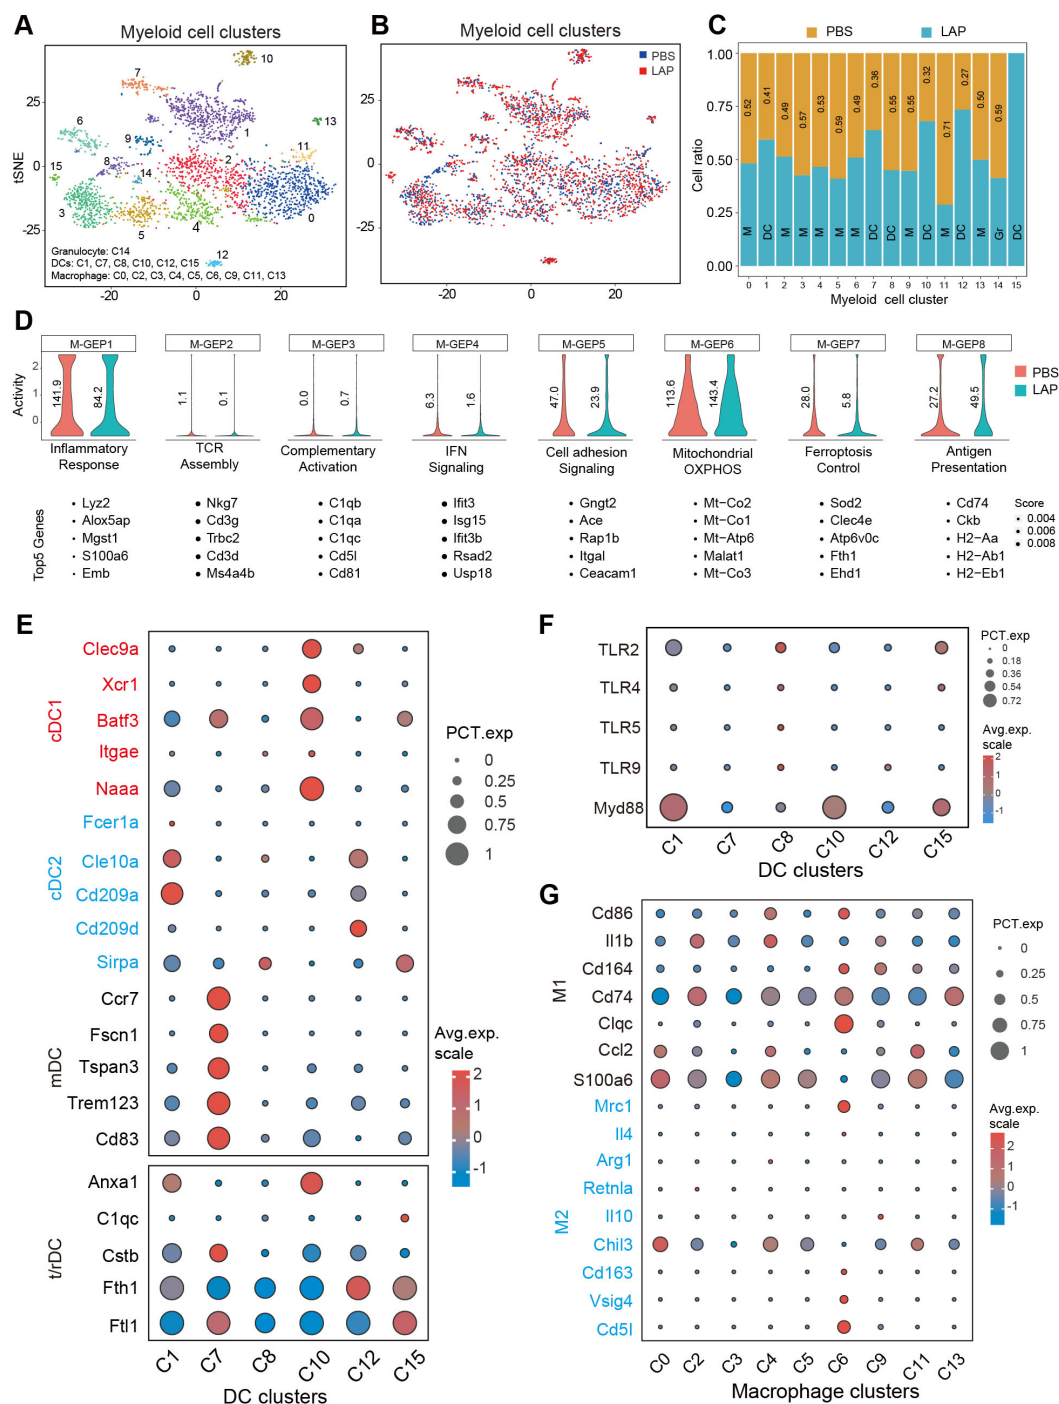 A
Myeloid cell clusters
tSNE
25
0
-25
-20
0
20
10
7
1
13
6
9
11
2
8
15
14
3
0
5
4
12
Granulocyte: C14
DCs: C1, C7, C8, C10, C12, C15
Macrophage: C0, C2, C3, C4, C5, C6, C9, C11, C13
B
Myeloid cell clusters
PBS
LAP
25
0
-25
-20
0
20
C
PBS
LAP
Cell ratio
1.00
0.75
0.50
0.25
0.00
0.52
0.41
0.49
0.57
0.53
0.59
0.49
0.36
0.55
0.55
0.32
0.71
0.27
0.50
0.59
M
DC
M
M
M
M
M
DC
DC
M
DC
M
DC
M
Gr
DC
0 1 2 3 4 5 6 7 8 9 10 11 12 13 14 15
Myeloid cell cluster
D
M-GEP1 M-GEP2 M-GEP3 M-GEP4 M-GEP5 M-GEP6 M-GEP7 M-GEP8
Activity
2
1
0
141.9 84.2 1.1 0.1 0.0 0.7 6.3 1.6 47.0 23.9 113.6 143.4 28.0 5.8 27.2 49.5
PBS
LAP
Inflammatory Response
TCR Assembly
Complementary Activation
IFN Signaling
Cell adhesion Signaling
Mitochondrial OXPHOS
Ferroptosis Control
Antigen Presentation
Top5 Genes
Lyz2 Nkg7 C1qb Ifit3 Gngt2 Mt-Co2 Sod2 Cd74
Alox5ap Cd3g C1qa Isg15 Ace Mt-Co1 Clec4e Ckb
Mgst1 Trbc2 C1qc Ifit3b Rap1b Mt-Atp6 Atp6v0c H2-Aa
S100a6 Cd3d Cd5l Rsad2 Itgal Malat1 Fth1 H2-Ab1
Emb Ms4a4b Cd81 Usp18 Ceacam1 Mt-Co3 Ehd1 H2-Eb1
Score
0.004
0.006
0.008
E
cDC1
Clec9a
Xcr1
Batf3
Itgae
Naaa
cDC2
Fcer1a
Cle10a
Cd209a
Cd209d
Sirpa
mDC
Ccr7
Fscn1
Tspan3
Trem123
Cd83
t/rDC
Anxa1
C1qc
Cstb
Fth1
Ftl1
C1 C7 C8 C10 C12 C15
DC clusters
PCT.exp
0
0.25
0.5
0.75
1
Avg.exp.
scale
2
1
0
-1
F
TLR2
TLR4
TLR5
TLR9
Myd88
C1 C7 C8 C10 C12 C15
DC clusters
PCT.exp
0
0.18
0.36
0.54
0.72
Avg.exp.
scale
2
1
0
-1
G
M1
Cd86
Il1b
Cd164
Cd74
Clqc
Ccl2
S100a6
M2
Mrc1
Il4
Arg1
Retnla
Il10
Chil3
Cd163
Vsig4
Cd5l
C0 C2 C3 C4 C5 C6 C9 C11 C13
Macrophage clusters
PCT.exp
0
0.25
0.5
0.75
1
Avg.exp.
scale
2
1
0
-1